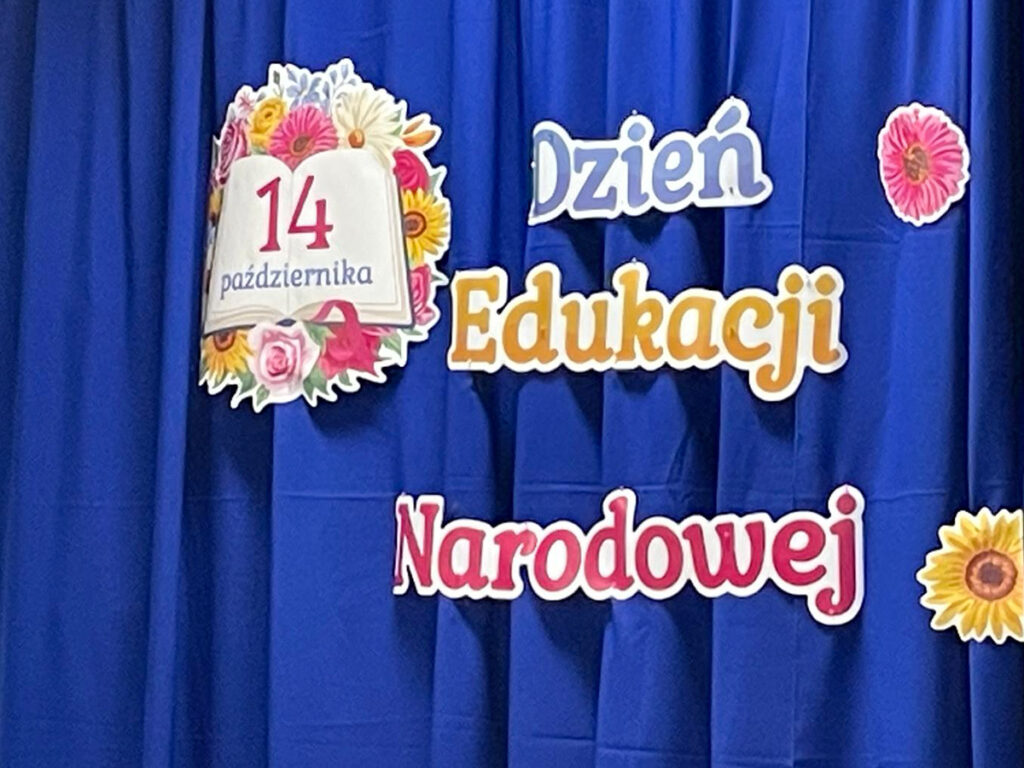 14
października
Dzień
Edukacji
Narodowej